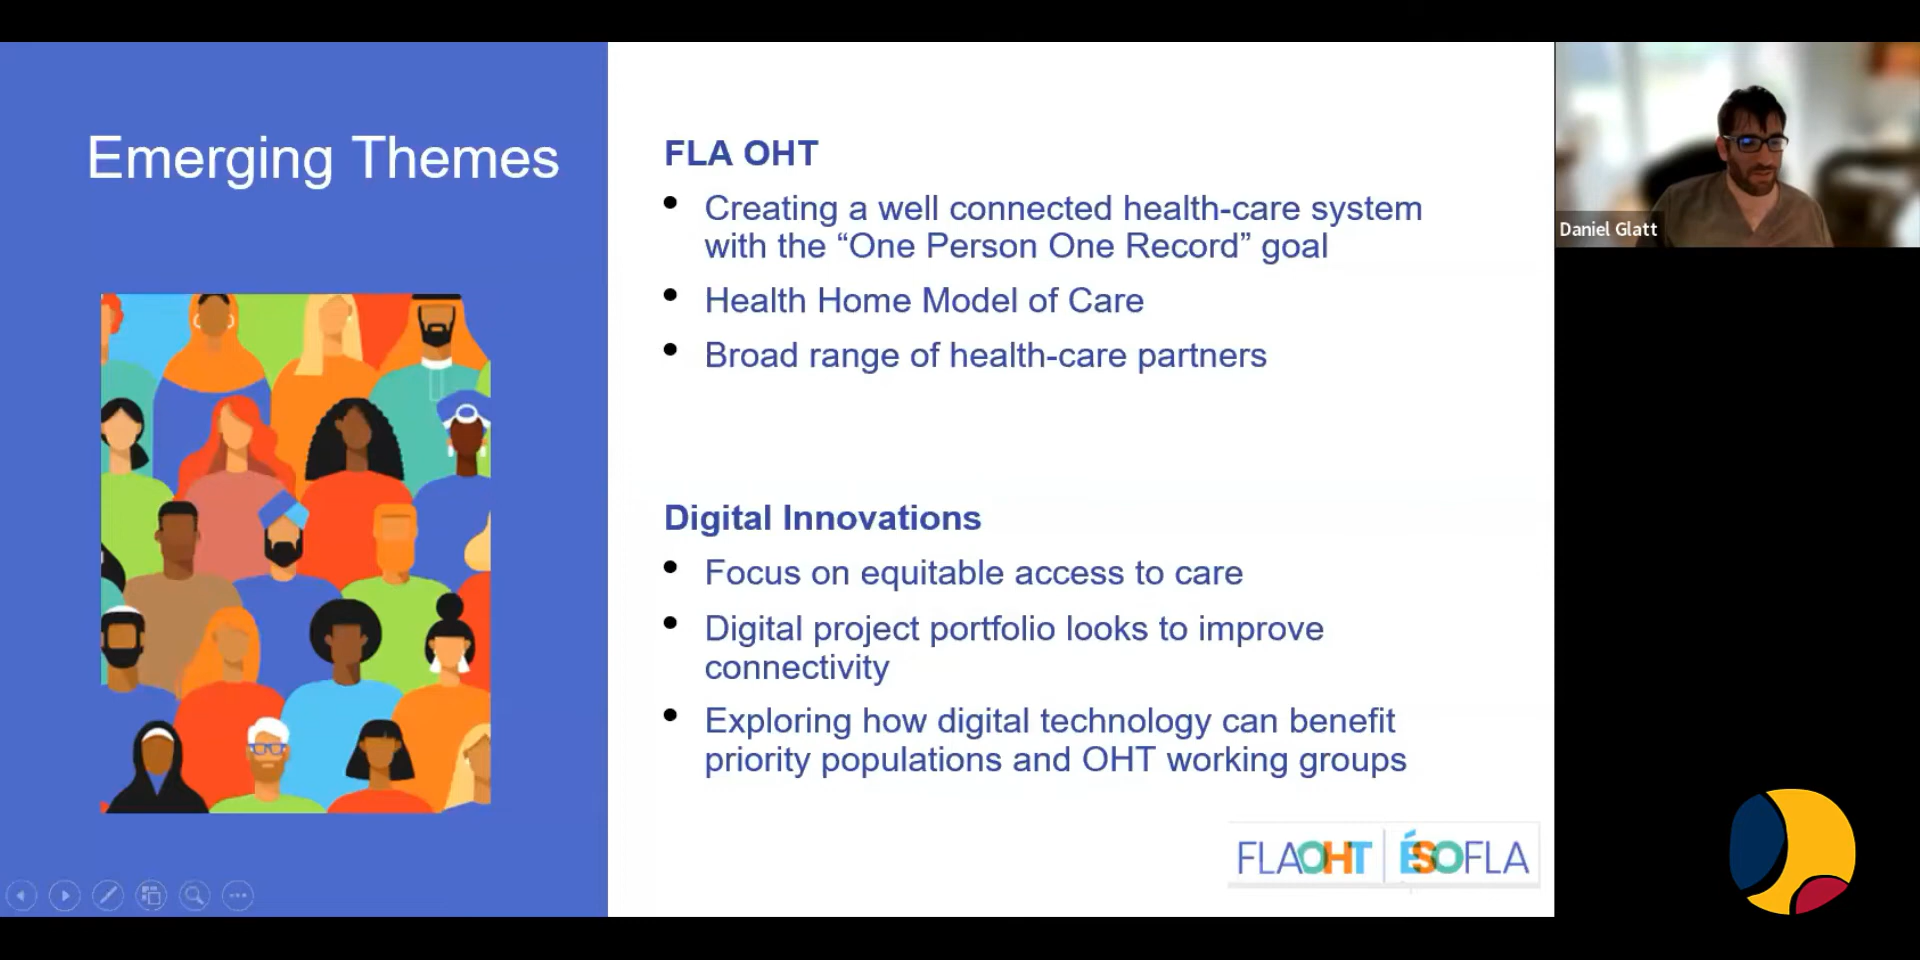 Emerging Themes
FLA OHT
Creating a well connected health-care system
with the “One Person One Record” goal
Health Home Model of Care
Broad range of health-care partners
Digital Innovations
Focus on equitable access to care
Digital project portfolio looks to improve
connectivity
Exploring how digital technology can benefit
priority populations and OHT working groups
FLAOHT | ÉSOFLA
Daniel Glatt